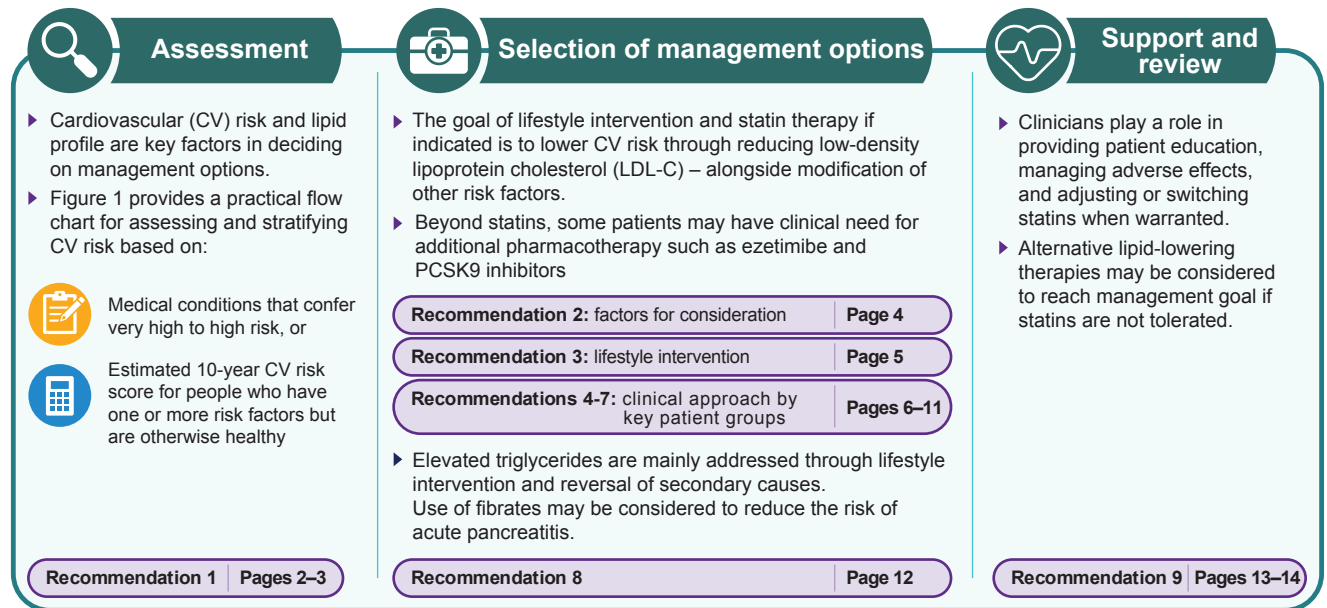 Assessment
Cardiovascular (CV) risk and lipid
profile are key factors in deciding
on management options.
Figure 1 provides a practical flow
chart for assessing and stratifying
CV risk based on:
Medical conditions that confer
very high to high risk, or
Estimated 10-year CV risk
score for people who have
one or more risk factors but
are otherwise healthy
Recommendation 1 Pages 2–3
Selection of management options
The goal of lifestyle intervention and statin therapy if
indicated is to lower CV risk through reducing low-density
lipoprotein cholesterol (LDL-C) – alongside modification of
other risk factors.
Beyond statins, some patients may have clinical need for
additional pharmacotherapy such as ezetimibe and
PCSK9 inhibitors
Recommendation 2: factors for consideration Page 4
Recommendation 3: lifestyle intervention Page 5
Recommendations 4-7: clinical approach by
key patient groups Pages 6–11
Elevated triglycerides are mainly addressed through lifestyle
intervention and reversal of secondary causes.
Use of fibrates may be considered to reduce the risk of
acute pancreatitis.
Recommendation 8 Page 12
Support and
review
Clinicians play a role in
providing patient education,
managing adverse effects,
and adjusting or switching
statins when warranted.
Alternative lipid-lowering
therapies may be considered
to reach management goal if
statins are not tolerated.
Recommendation 9 Pages 13–14